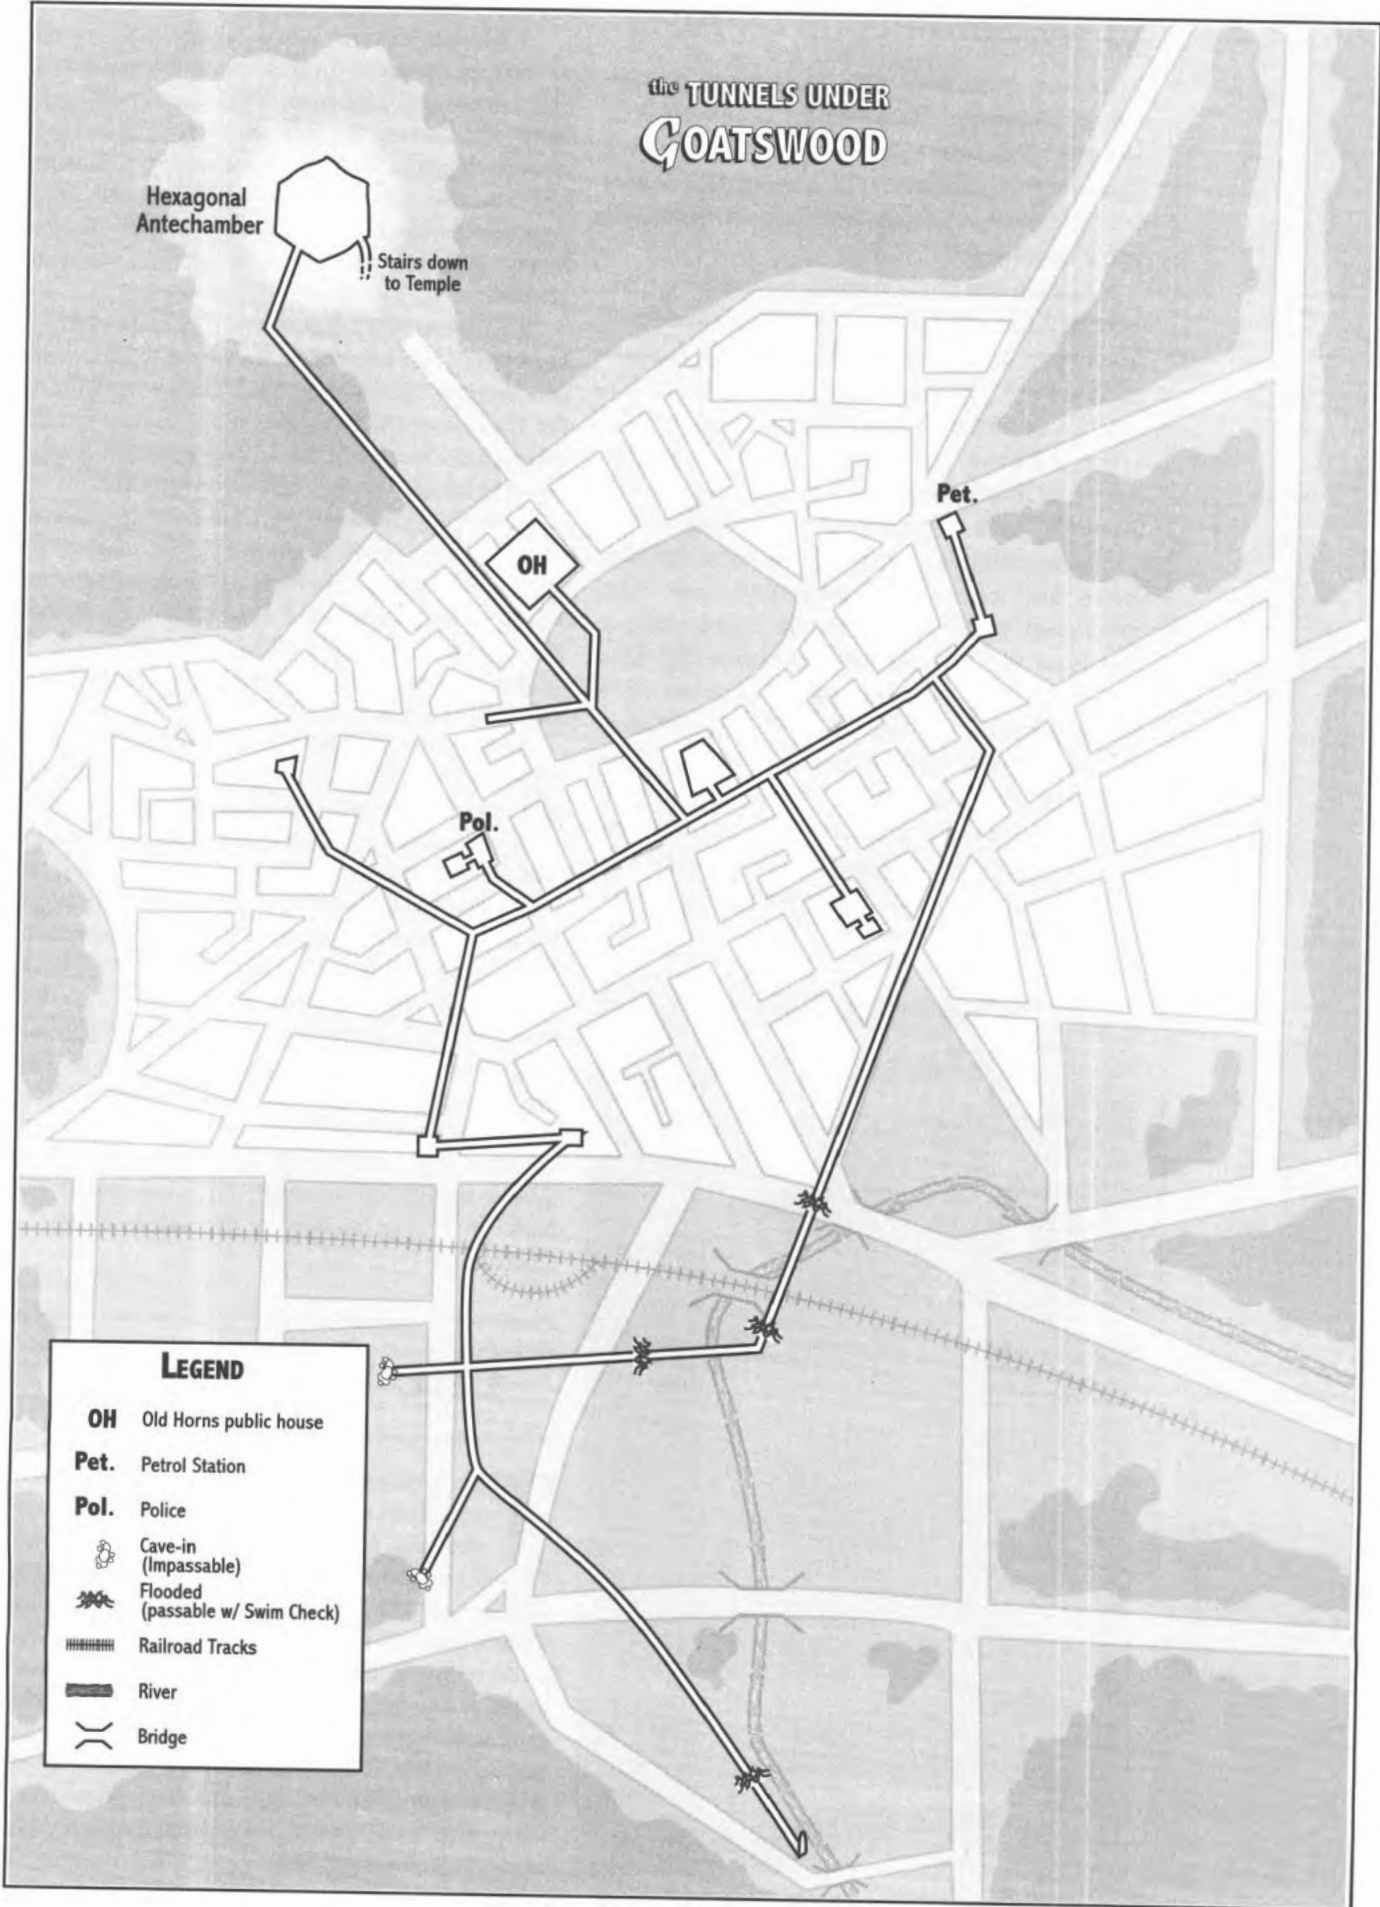 the TUNNELS UNDER
GOATSWOOD
Hexagonal
Antechamber
Stairs down
to Temple
Pet.
OH
Pol.
LEGEND
OH Old Horns public house
Pet. Petrol Station
Pol. Police
Cave-in
(Impassable)
Flooded
(passable w/ Swim Check)
Railroad Tracks
River
Bridge